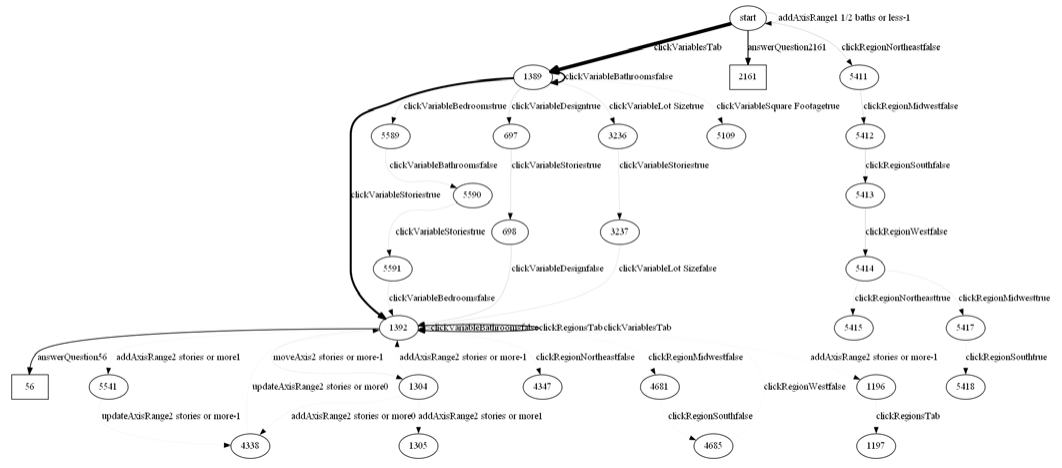 start
addAxisRange1 1/2 baths or less-1
clickVariablesTab
answerQuestion2161
clickRegionNortheastfalse
1389
clickVariableBathroomsfalse
2161
5411
clickVariableBedroomstrue
clickVariableDesigntrue
clickVariableLot Sizetrue
clickVariableSquare Footagetrue
clickRegionMidwestfalse
5589
697
3236
5109
5412
clickVariableBathroomsfalse
clickVariableStoriestrue
clickVariableStoriestrue
clickRegionSouthfalse
clickVariableStoriestrue
5590
5413
clickVariableStoriestrue
698
3237
clickRegionWestfalse
5591
clickVariableDesignfalse
clickVariableLot Sizefalse
5414
clickVariableBedroomsfalse
clickRegionNortheasttrue
clickRegionMidwesttrue
1392
clickVariableBathroomsfalse
clickRegionsTab
clickVariablesTab
5415
5417
answerQuestion56
addAxisRange2 stories or more1
moveAxis2 stories or more-1
addAxisRange2 stories or more-1
clickRegionNortheastfalse
clickRegionMidwestfalse
addAxisRange2 stories or more-1
clickRegionSouthtrue
56
5541
updateAxisRange2 stories or more0
1304
4347
4681
clickRegionWestfalse
1196
5418
updateAxisRange2 stories or more-1
addAxisRange2 stories or more0
addAxisRange2 stories or more1
clickRegionSouthfalse
clickRegionsTab
4338
1305
4685
1197